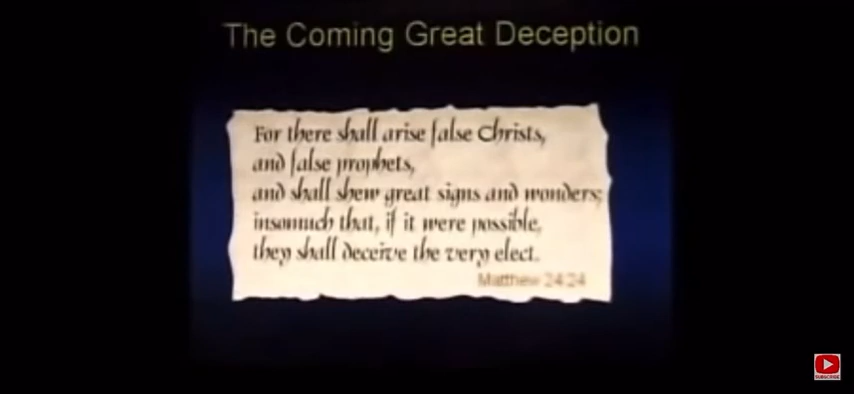 The Coming Great Deception
For there shall arise false Christs,
and false prophets,
and shall shew great signs and wonders;
insomuch that, if it were possible,
they shall deceive the very elect.
Matthew 24:24
SUBSCRIBE